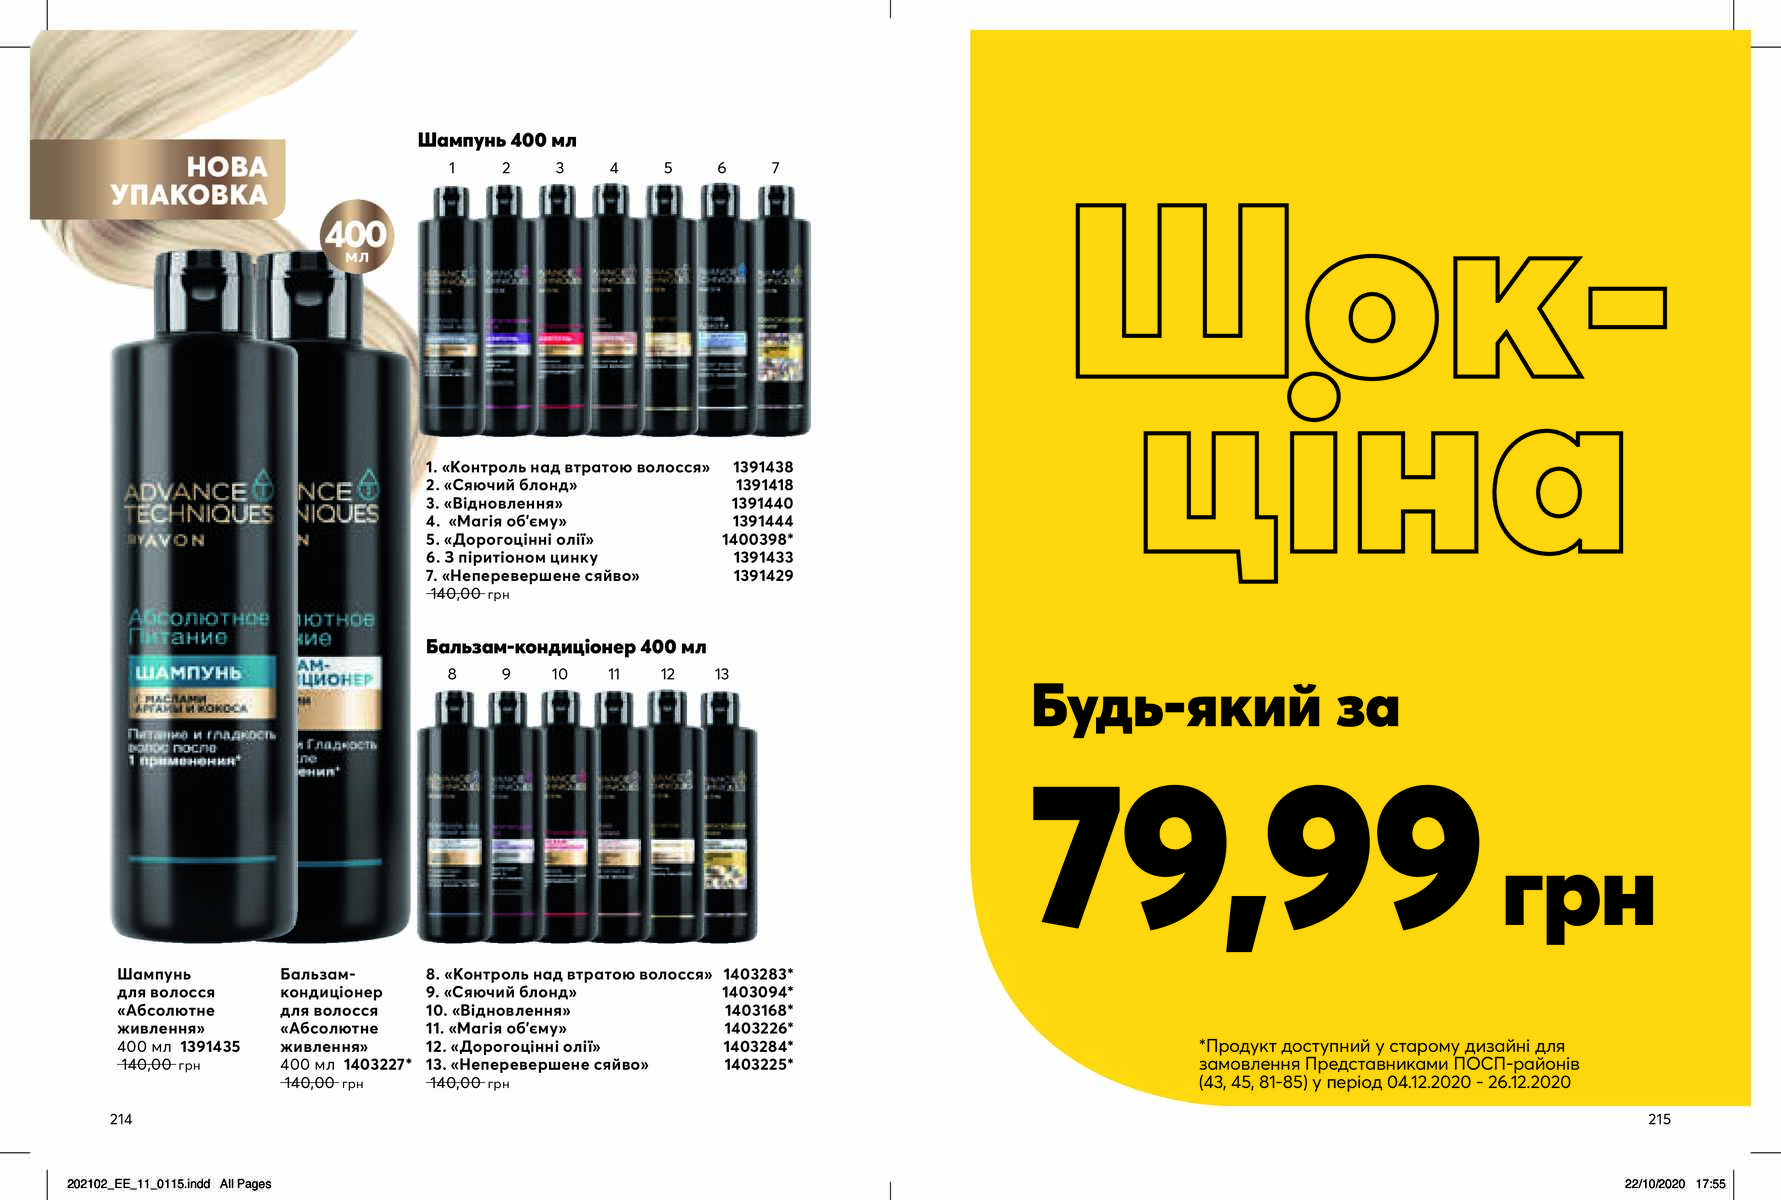 НОВА
УПАКОВКА
400
мл
ADVANCE
TECHNIQUES
BY AVON
Абсолютное
Питание
ШАМПУНЬ
С МАСЛАМИ
АРГАНЫ И КОКОСА
Питание и гладкость
волос после
1 применения*
Шампунь 400 мл
1 2 3 4 5 6 7
1. «Контроль над втратою волосся» 1391438
2. «Сяючий блонд» 1391418
3. «Відновлення» 1391440
4. «Магія об’єму» 1391444
5. «Дорогоцінні олії» 1400398*
6. З піритіоном цинку 1391433
7. «Неперевершене сяйво» 1391429
140,00 грн
Бальзам-кондиціонер 400 мл
8 9 10 11 12 13
8. «Контроль над втратою волосся» 1403283*
9. «Сяючий блонд» 1403094*
10. «Відновлення» 1403168*
11. «Магія об’єму» 1403226*
12. «Дорогоцінні олії» 1403284*
13. «Неперевершене сяйво» 1403225*
140,00 грн
Шампунь
для волосся
«Абсолютне
живлення»
400 мл 1391435
140,00 грн
Бальзам-
кондиціонер
для волосся
«Абсолютне
живлення»
400 мл 1403227*
140,00 грн
214
Шок-
ціна
Будь-який за
79,99 грн
*Продукт доступний у старому дизайні для
замовлення Представниками ПОСП-районів
(43, 45, 81-85) у період 04.12.2020 - 26.12.2020
215
202102_EE_11_0115.indd All Pages
22/10/2020 17:55